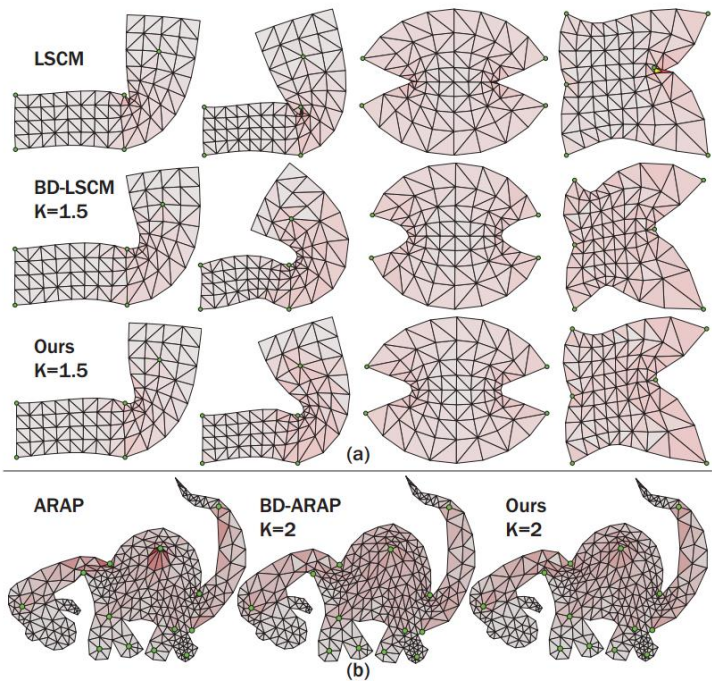 LSCM
BD-LSCM
K=1.5
Ours
K=1.5
(a)
ARAP
BD-ARAP
K=2
Ours
K=2
(b)